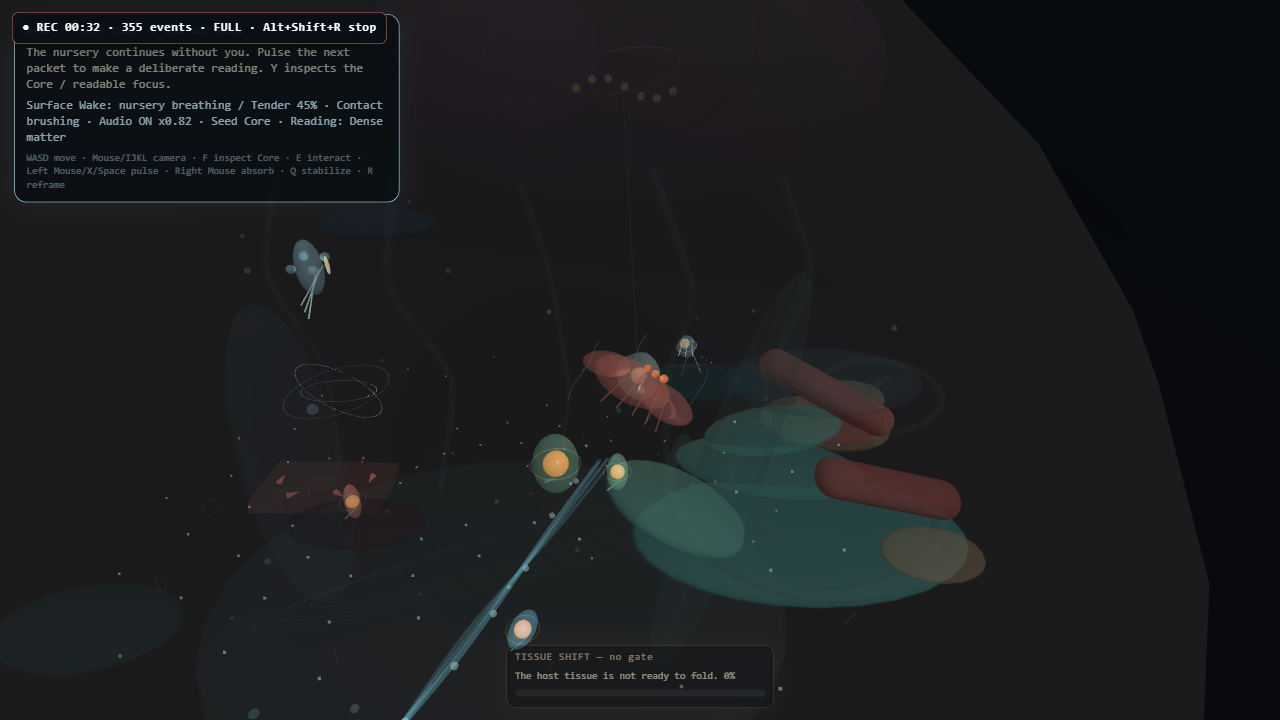 ● REC 00:32 · 355 events · FULL · Alt+Shift+R stop
The nursery continues without you. Pulse the next
packet to make a deliberate reading. Y inspects the
Core / readable focus.
Surface Wake: nursery breathing / Tender 45% · Contact
brushing · Audio ON x0.82 · Seed Core · Reading: Dense
matter
WASD move · Mouse/IJKL camera · F inspect Core · E interact ·
Left Mouse/X/Space pulse · Right Mouse absorb · Q stabilize · R
reframe
TISSUE SHIFT — no gate
The host tissue is not ready to fold. 0%